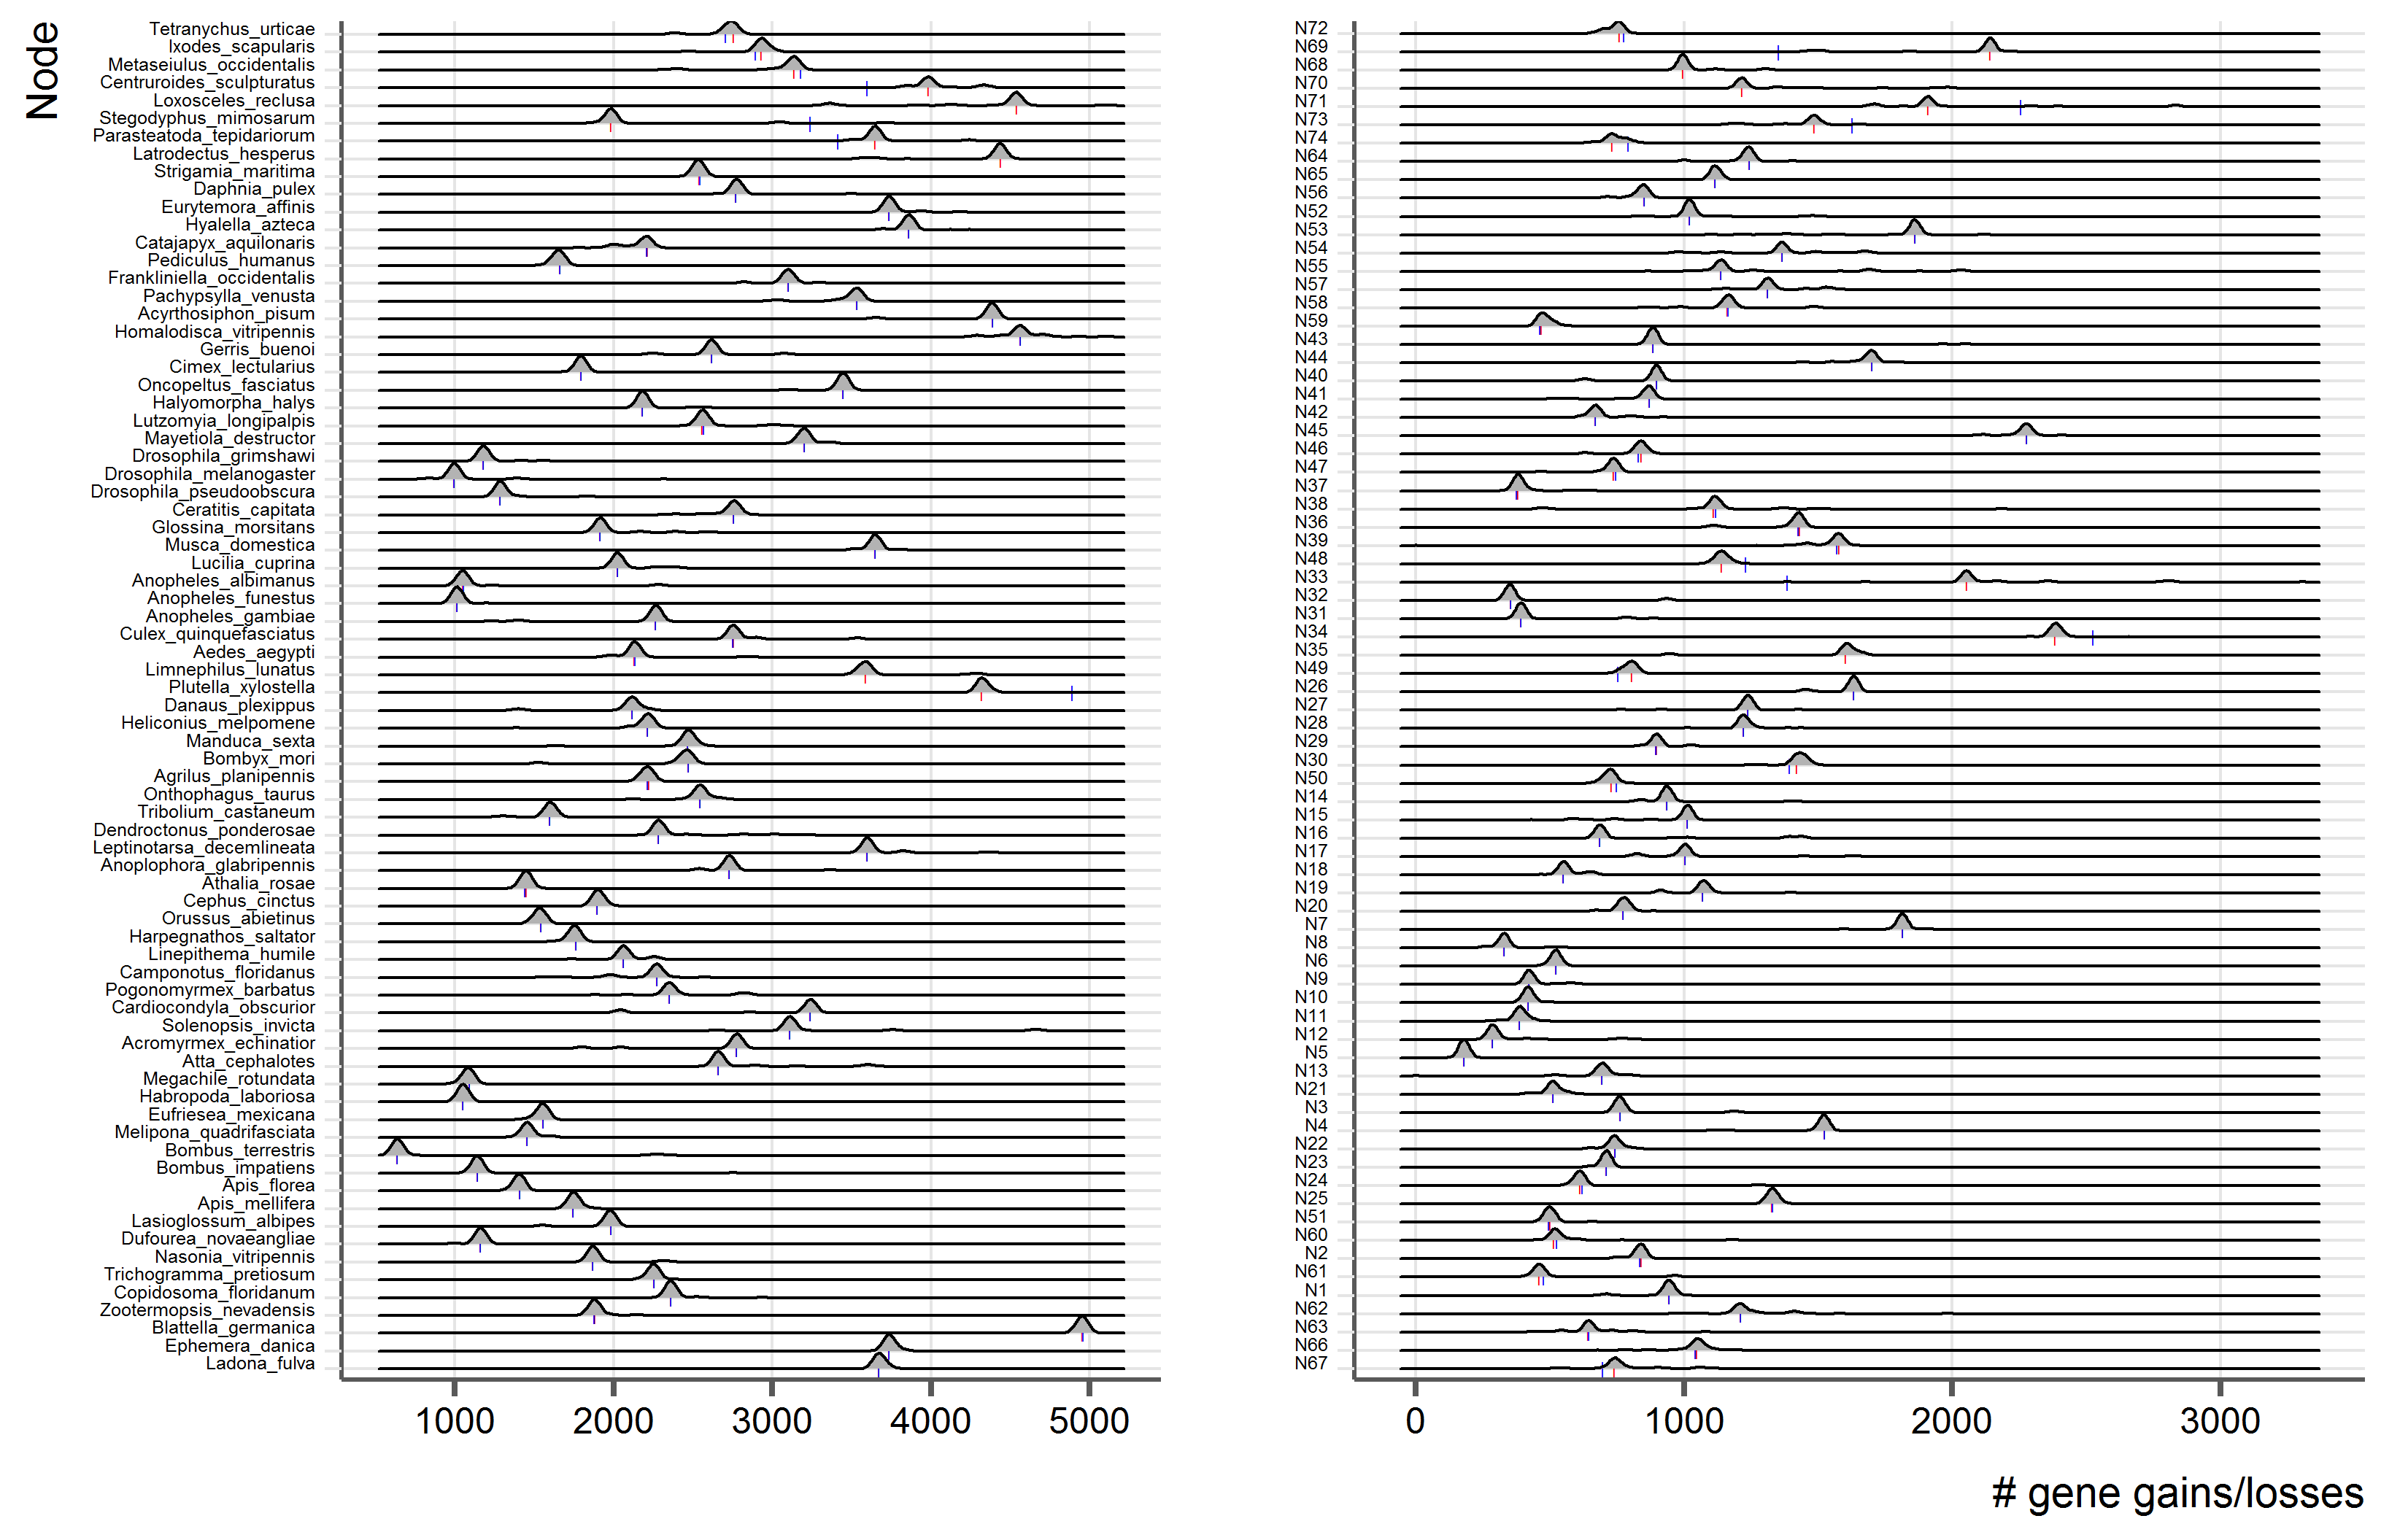 Node
Tetranychus_urticae
Ixodes_scapularis
Metaseiulus_occidentalis
Centruroides_sculpturatus
Loxosceles_reclusa
Stegodyphus_mimosarum
Parasteatoda_tepidariorum
Latrodectus_hesperus
Strigamia_maritima
Daphnia_pulex
Eurytemora_affinis
Hyalella_azteca
Catajapyx_aquilonaris
Pediculus_humanus
Frankliniella_occidentalis
Pachypsylla_venusta
Acyrthosiphon_pisum
Homalodisca_vitripennis
Gerris_buenoi
Cimex_lectularius
Oncopeltus_fasciatus
Halyomorpha_halys
Lutzomyia_longipalpis
Mayetiola_destructor
Drosophila_grimshawi
Drosophila_melanogaster
Drosophila_pseudoobscura
Ceratitis_capitata
Glossina_morsitans
Musca_domestica
Lucilia_cuprina
Anopheles_albimanus
Anopheles_funestus
Anopheles_gambiae
Culex_quinquefasciatus
Aedes_aegypti
Limnephilus_lunatus
Plutella_xylostella
Danaus_plexippus
Heliconius_melpomene
Manduca_sexta
Bombyx_mori
Agrilus_planipennis
Onthophagus_taurus
Tribolium_castaneum
Dendroctonus_ponderosae
Leptinotarsa_decemlineata
Anoplophora_glabripennis
Athalia_rosae
Cephus_cinctus
Orussus_abietinus
Harpegnathos_saltator
Linepithema_humile
Camponotus_floridanus
Pogonomyrmex_barbatus
Cardiocondyla_obscurior
Solenopsis_invicta
Acromyrmex_echinatior
Atta_cephalotes
Megachile_rotundata
Habropoda_laboriosa
Eufriesea_mexicana
Melipona_quadrifasciata
Bombus_terrestris
Bombus_impatiens
Apis_florea
Apis_mellifera
Lasioglossum_albipes
Dufourea_novaeangliae
Nasonia_vitripennis
Trichogramma_pretiosum
Copidosoma_floridanum
Zootermopsis_nevadensis
Blattella_germanica
Ephemera_danica
Ladona_fulva
1000 2000 3000 4000 5000
N72
N69
N68
N70
N71
N73
N74
N64
N65
N56
N52
N53
N54
N55
N57
N58
N59
N43
N44
N40
N41
N42
N45
N46
N47
N37
N38
N36
N39
N48
N33
N32
N31
N34
N35
N49
N26
N27
N28
N29
N30
N50
N14
N15
N16
N17
N18
N19
N20
N7
N8
N6
N9
N10
N11
N12
N5
N13
N21
N3
N4
N22
N23
N24
N25
N51
N60
N2
N61
N1
N62
N63
N66
N67
0 1000 2000 3000
# gene gains/losses